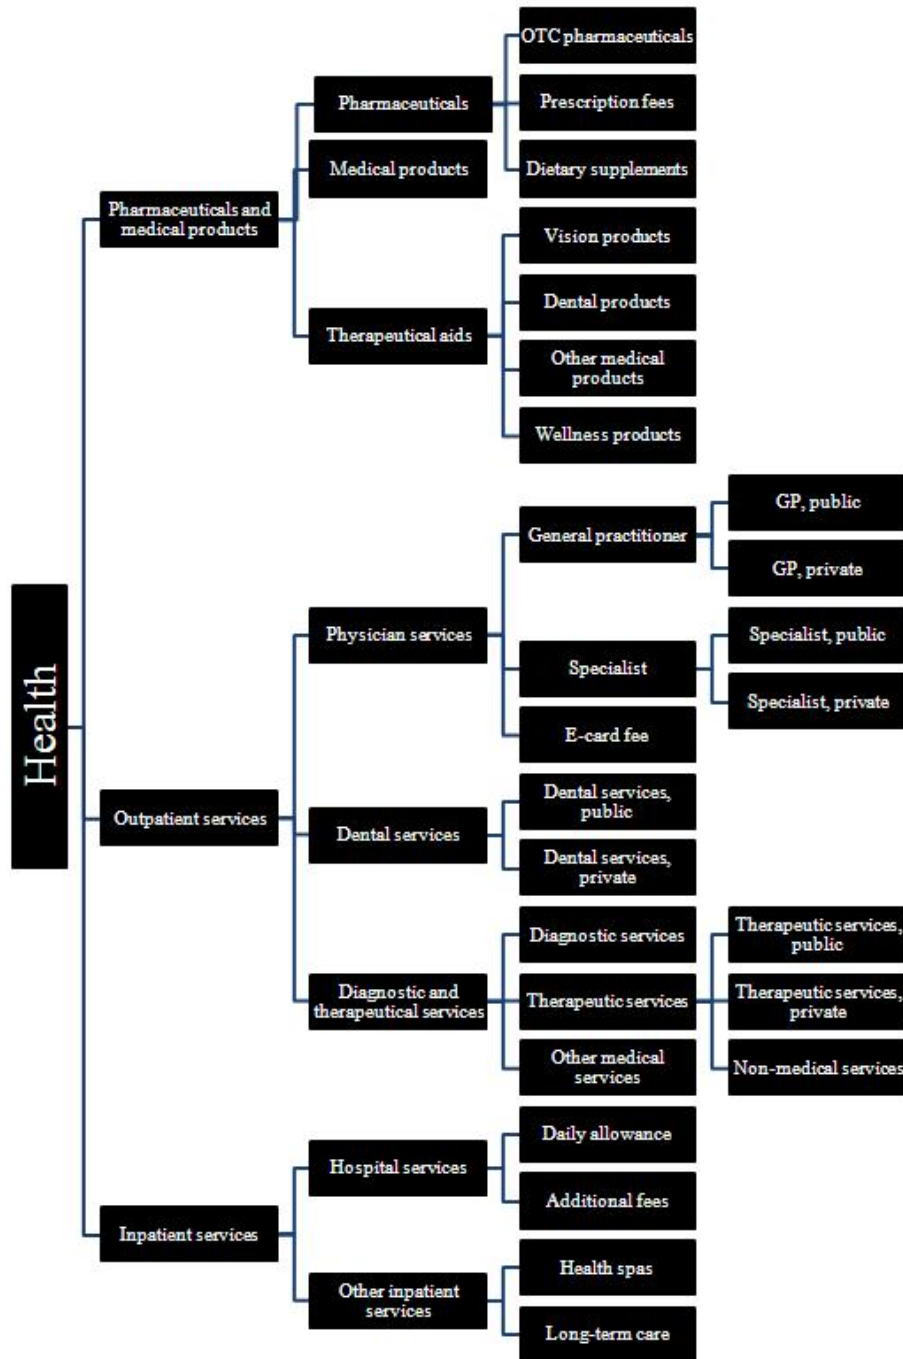 Health
Pharmaceuticals and
medical products
Pharmaceuticals
OTC pharmaceuticals
Prescription fees
Dietary supplements
Medical products
Therapeutical aids
Vision products
Dental products
Other medical
products
Wellness products
Outpatient services
Physician services
General practitioner
GP, public
GP, private
Specialist
Specialist, public
Specialist, private
E-card fee
Dental services
Dental services,
public
Dental services,
private
Diagnostic and
therapeutical services
Diagnostic services
Therapeutic services
Therapeutic services,
public
Therapeutic services,
private
Non-medical services
Other medical
services
Inpatient services
Hospital services
Daily allowance
Additional fees
Other inpatient
services
Health spas
Long-term care